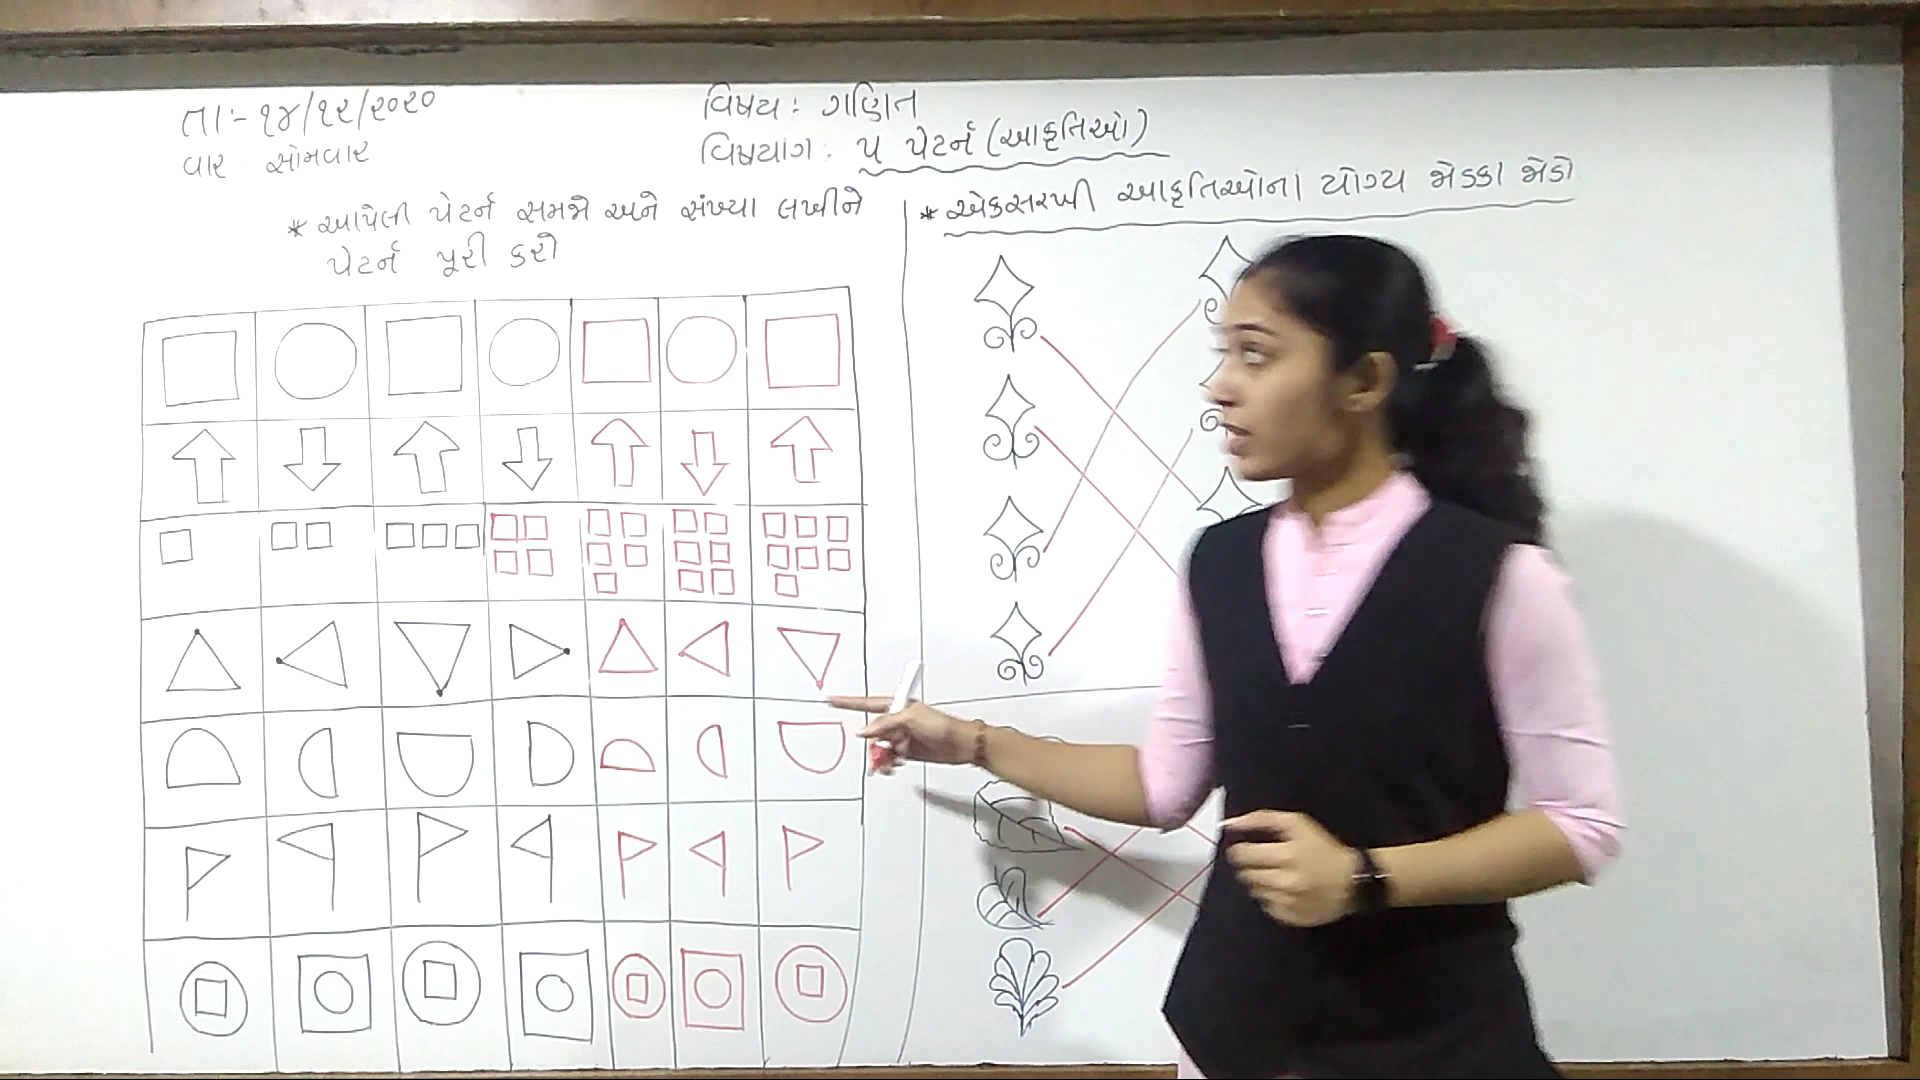 તા:- ૧૪/૧૨/૨૦૨૦
વાર સોમવાર
વિષય : ગણિત
વિષયાંગ : ૫ પેટર્ન (આકૃતિઓ)
* આપેલી પેટર્ન સમજો અને સંખ્યા લખીને
પેટર્ન પૂરી કરો
* એકસરખી આકૃતિઓના યોગ્ય જોડકા જોડો